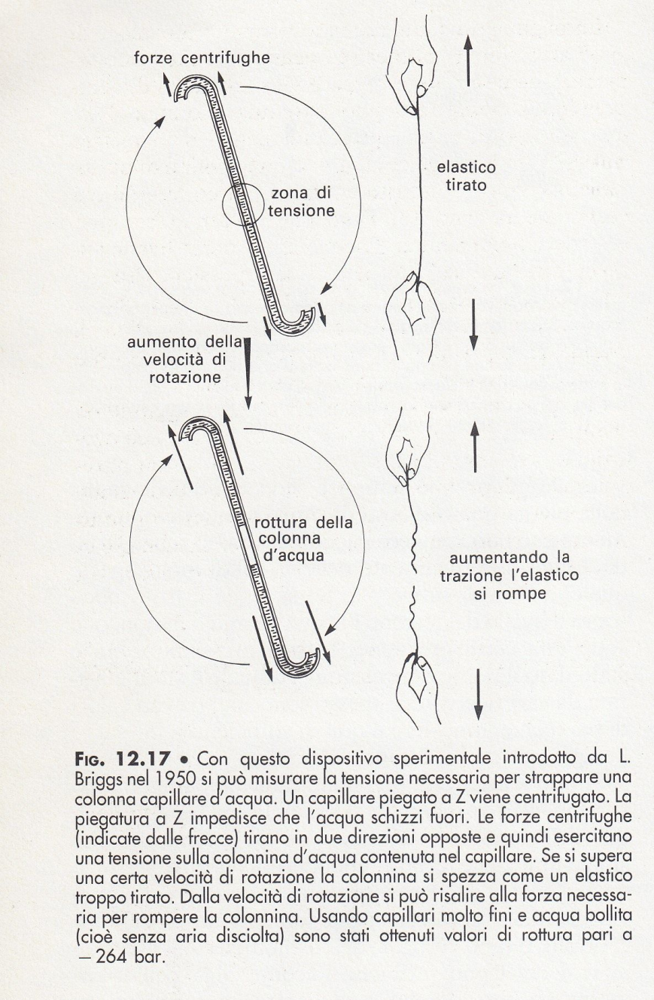 forze centrifughe
zona di
tensione
elastico
tirato
aumento della
velocità di
rotazione
rottura della
colonna
d'acqua
aumentando la
trazione l'elastico
si rompe
FIG. 12.17 • Con questo dispositivo sperimentale introdotto da L.
Briggs nel 1950 si può misurare la tensione necessaria per strappare una
colonna capillare d'acqua. Un capillare piegato a Z viene centrifugato. La
piegatura a Z impedisce che l'acqua schizzi fuori. Le forze centrifughe
(indicate dalle frecce) tirano in due direzioni opposte e quindi esercitano
una tensione sulla colonnina d'acqua contenuta nel capillare. Se si supera
una certa velocità di rotazione la colonnina si spezza come un elastico
troppo tirato. Dalla velocità di rotazione si può risalire alla forza necessa-
ria per rompere la colonnina. Usando capillari molto fini e acqua bollita
(cioè senza aria disciolta) sono stati ottenuti valori di rottura pari a
– 264 bar.